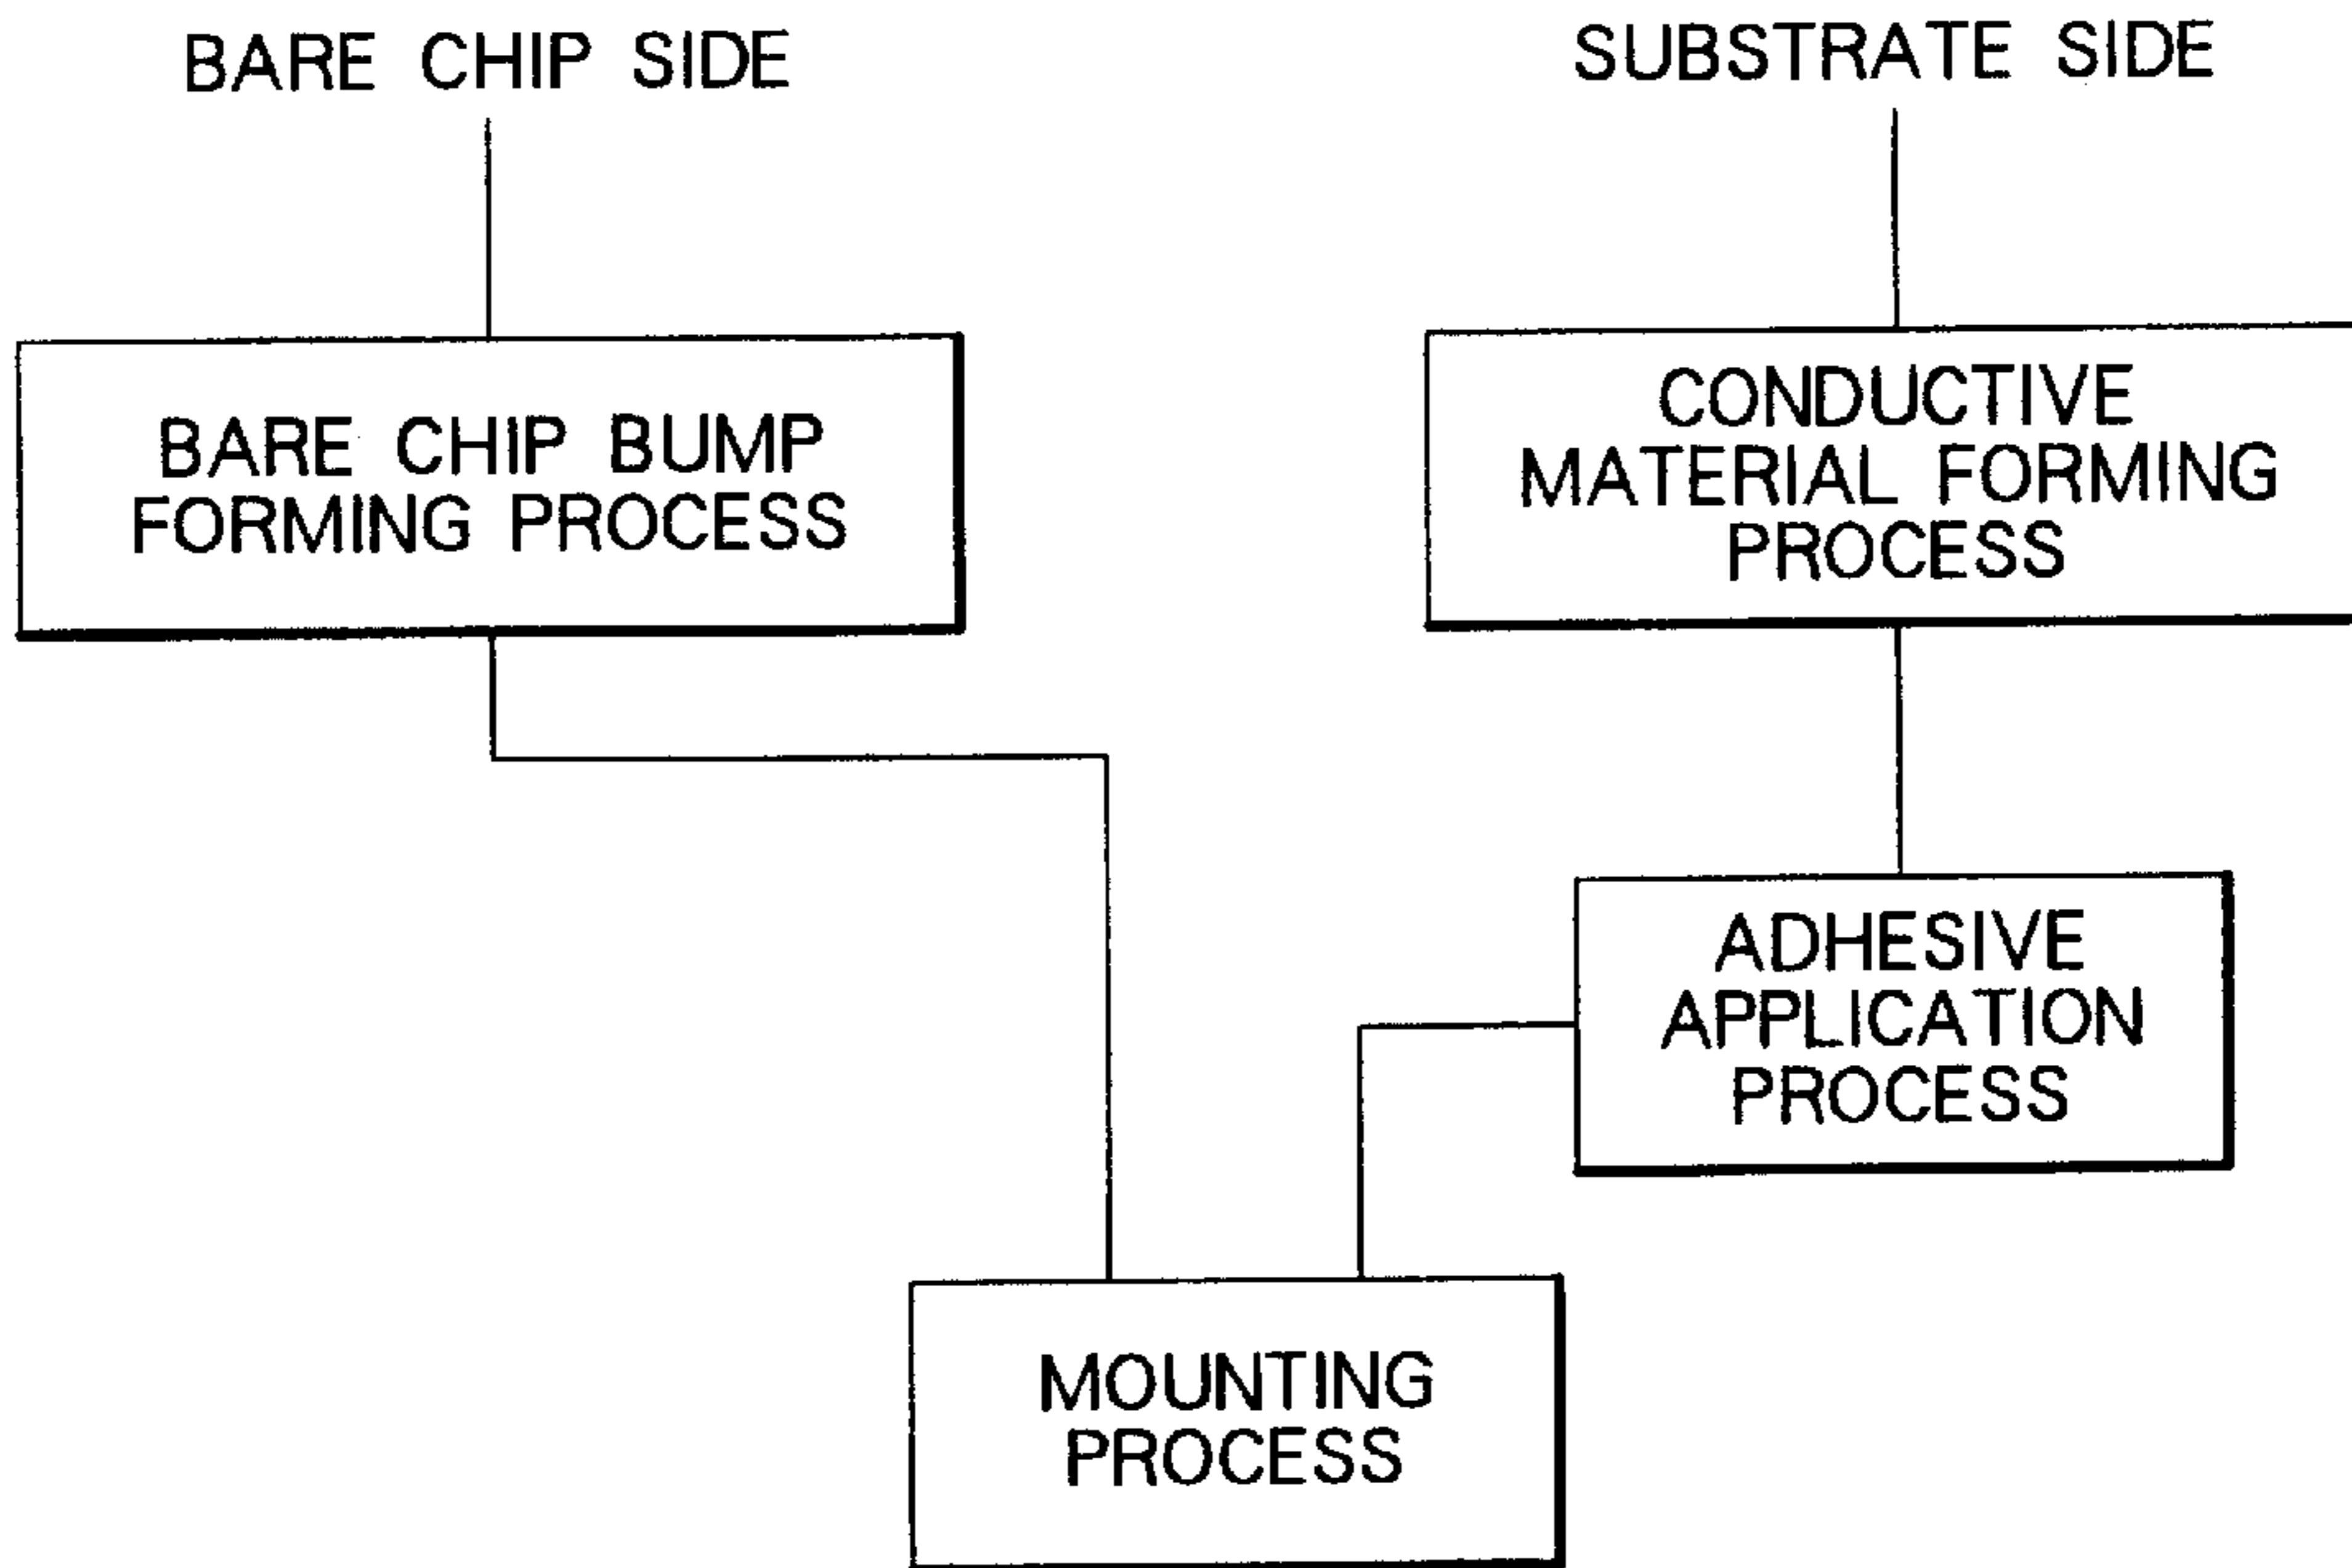 BARE CHIP SIDE
SUBSTRATE SIDE
BARE CHIP BUMP
FORMING PROCESS
CONDUCTIVE
MATERIAL FORMING
PROCESS
ADHESIVE
APPLICATION
PROCESS
MOUNTING
PROCESS